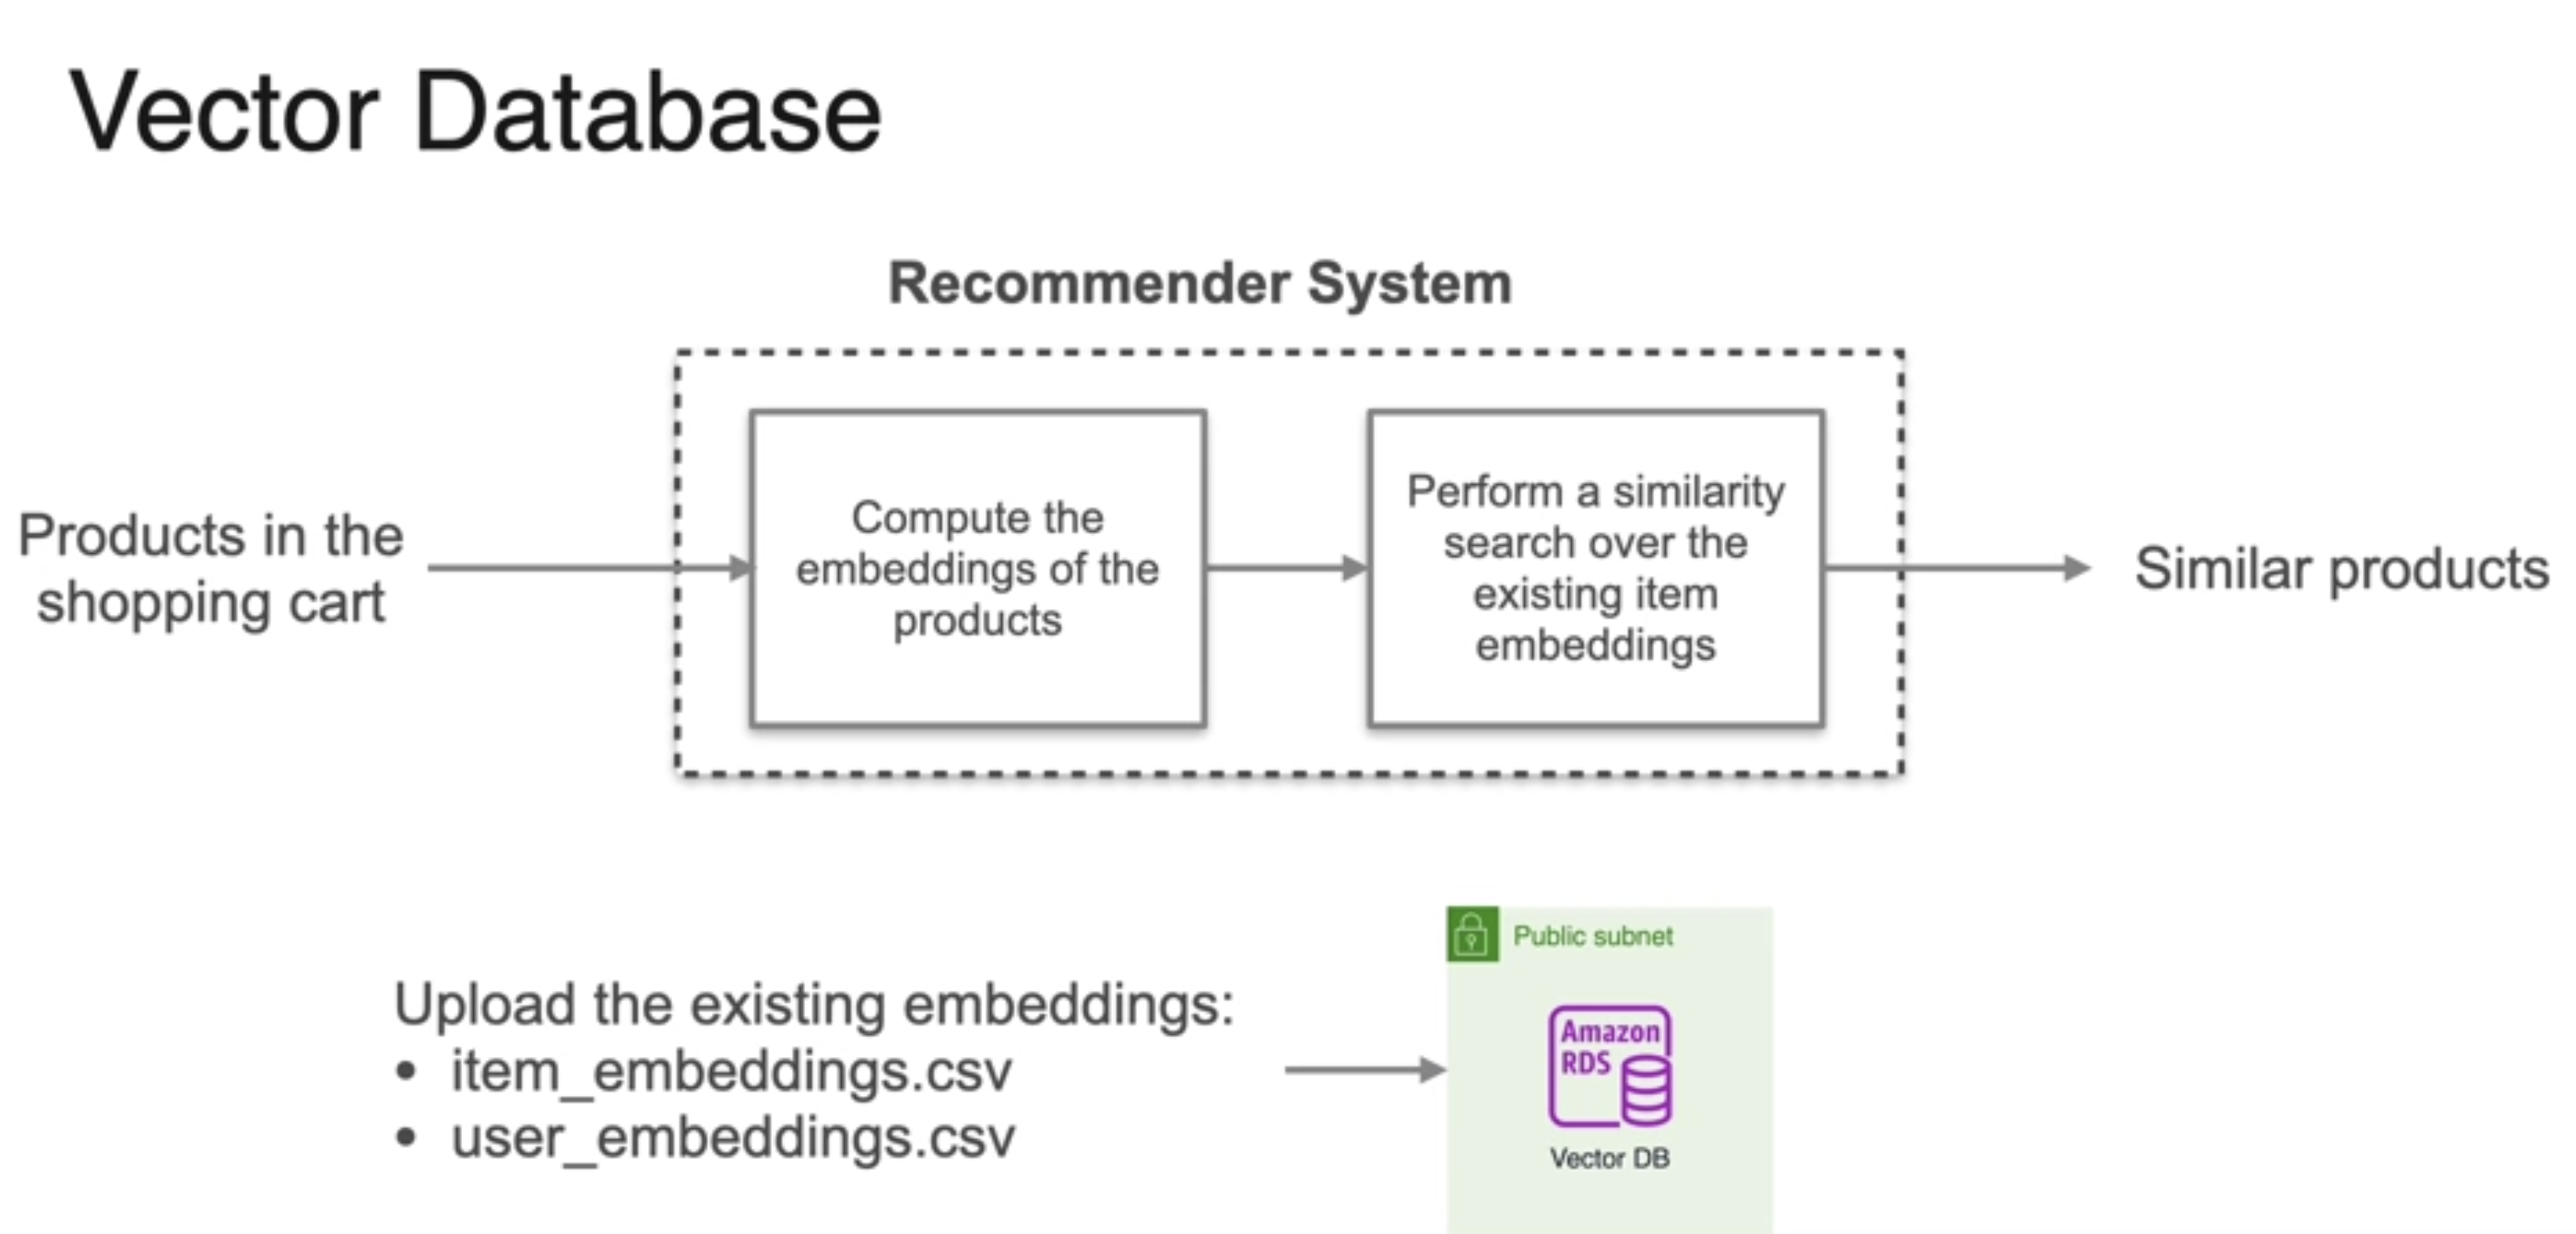 Vector Database
Recommender System
Products in the
shopping cart
Compute the
embeddings of the
products
Perform a similarity
search over the
existing item
embeddings
Similar products
Upload the existing embeddings:
• item_embeddings.csv
• user_embeddings.csv
Public subnet
Amazon
RDS
Vector DB